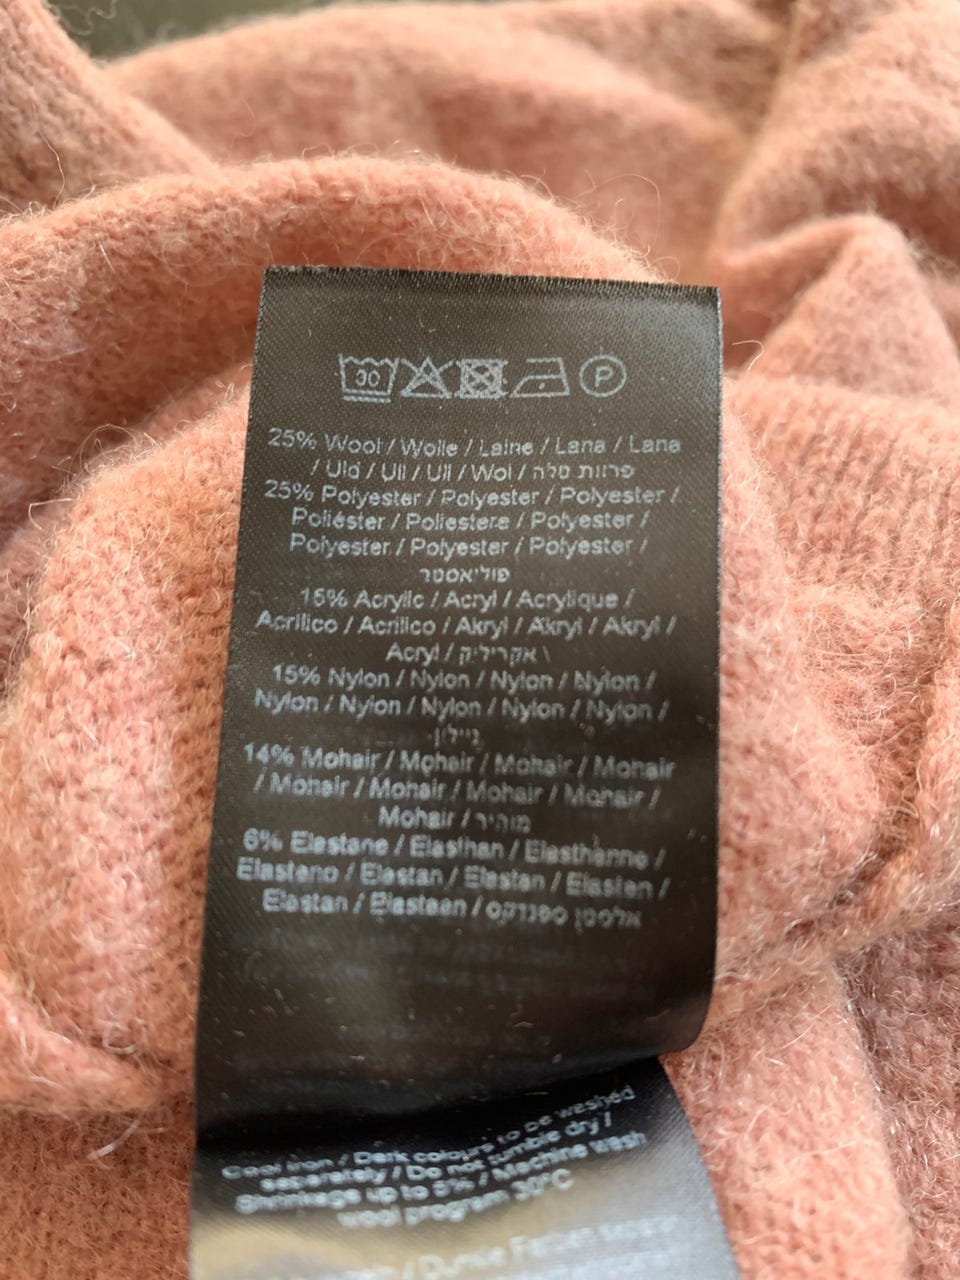 30 P
25% Wool / Wolle / Laine / Lana / Lana
/ Uld / Ull / Ull / Wol / פרוות טלה
25% Polyester / Polyester / Polyester /
Poliéster / Poliestere / Polyester /
Polyester / Polyester / Polyester /
פוליאסטר
15% Acrylic / Acryl / Acrylique /
Acrílico / Acrilico / Akryl / Akryl / Akryl /
Acryl / אקריליק \
15% Nylon / Nylon / Nylon / Nylon /
Nylon / Nylon / Nylon / Nylon / Nylon /
ניילון
14% Mohair / Mohair / Mohair / Mohair
/ Mohair / Mohair / Mohair / Mohair /
Mohair / מוהיר
6% Elastane / Elasthan / Elasthanne /
Elasteno / Elastan / Elastan / Elastan /
Elastan / Elastaan / אלסטן ספנדקס
Cool iron / Dark colours to be washed
separately / Do not tumble dry /
shrinkage up to 5% / Machine wash
wool program 30°C